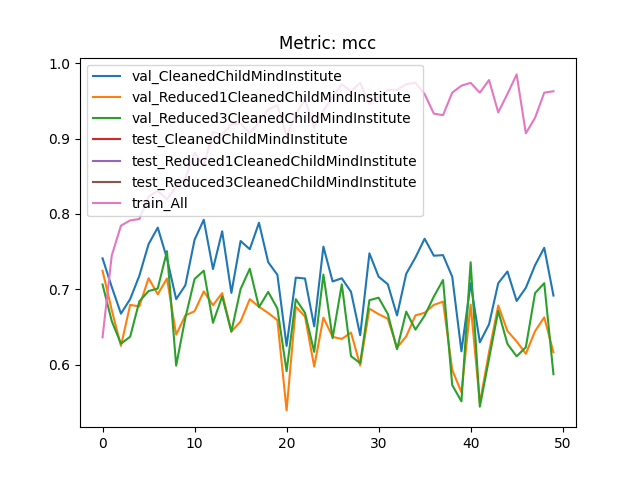 Metric: mcc
1.0
0.9
0.8
0.7
0.6
val_CleanedChildMindInstitute
val_Reduced1CleanedChildMindInstitute
val_Reduced3CleanedChildMindInstitute
test_CleanedChildMindInstitute
test_Reduced1CleanedChildMindInstitute
test_Reduced3CleanedChildMindInstitute
train_All
0 10 20 30 40 50